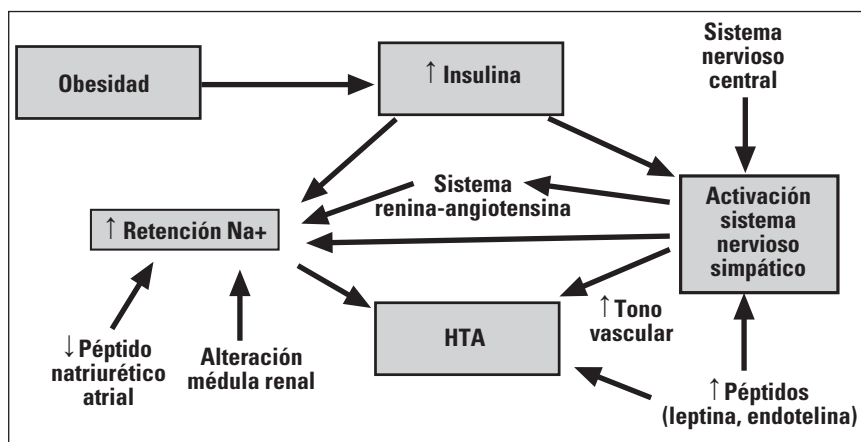 Obesidad
↑ Insulina
Sistema
nervioso
central
Sistema
renina-angiotensina
Activación
sistema
nervioso
simpático
↑ Retención Na+
↑ Tono
vascular
HTA
↓ Péptido
natriurético
atrial
Alteración
médula renal
↑ Péptidos
(leptina, endotelina)